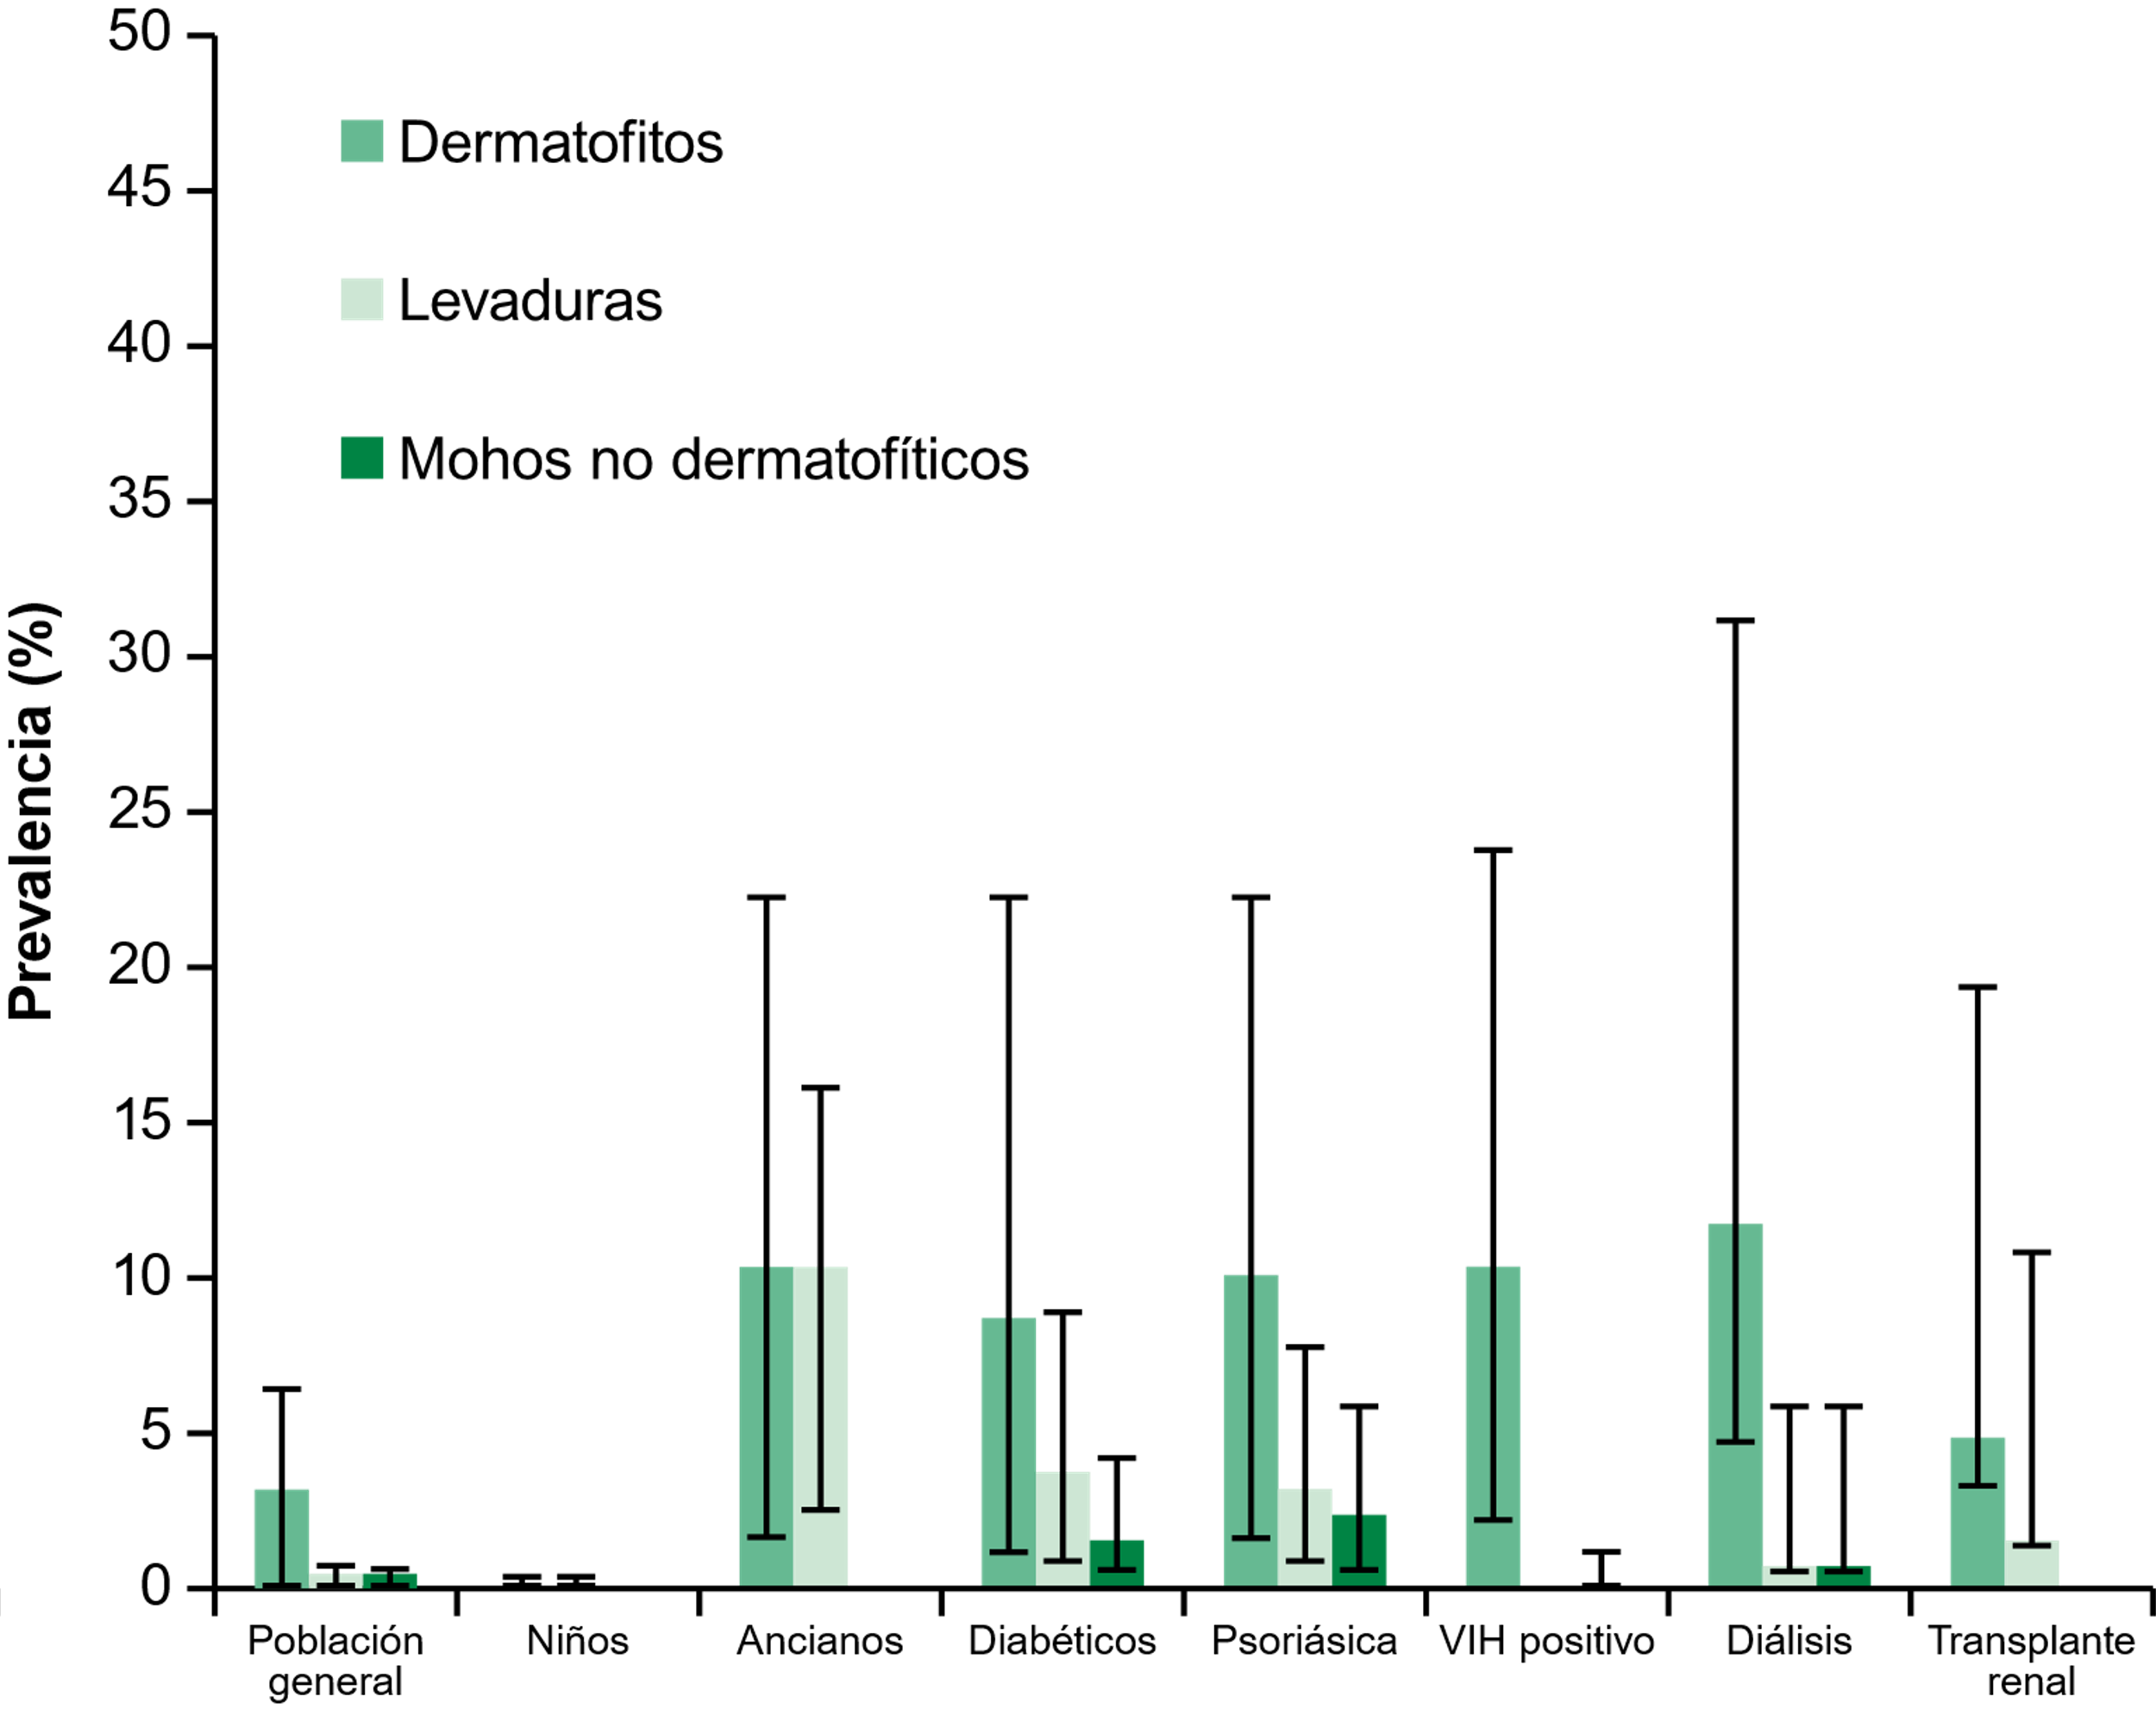 50
45
40
35
30
25
20
15
10
5
0
Prevalencia (%)
Dermatofitos
Levaduras
Mohos no dermatofíticos
Población
general
Niños
Ancianos
Diabéticos
Psoriásica
VIH positivo
Diálisis
Transplante
renal